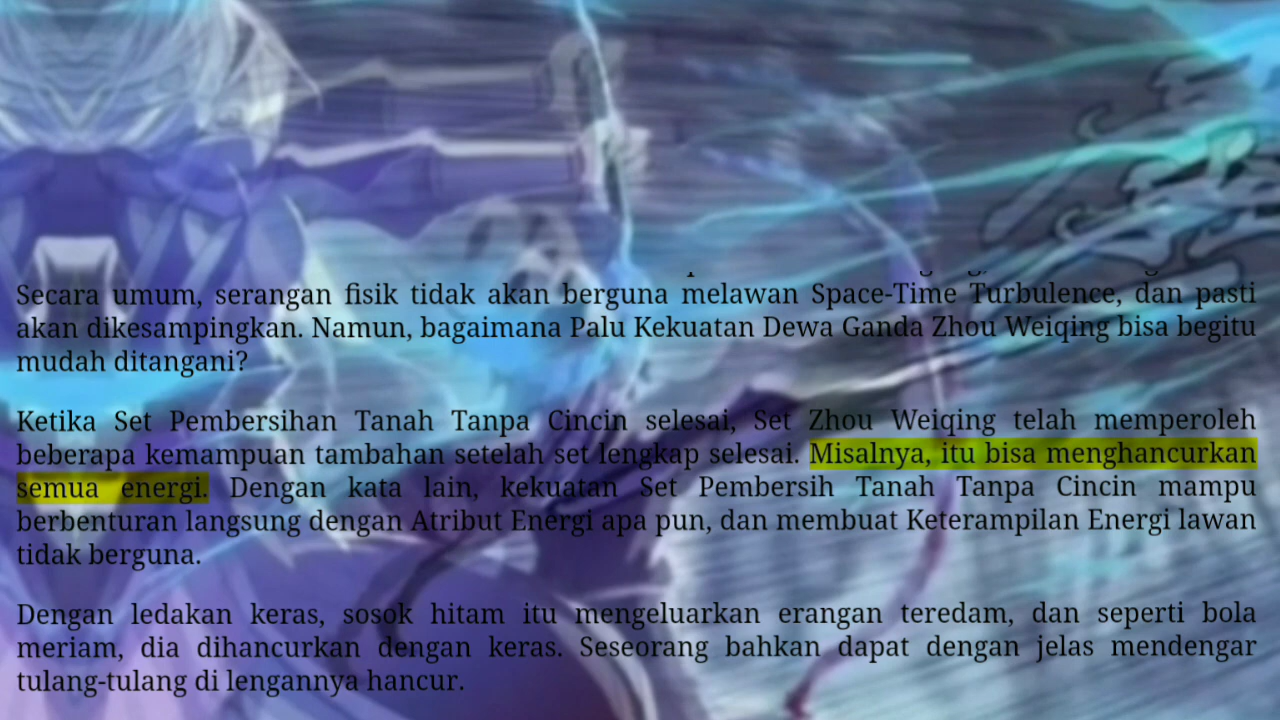 Secara umum, serangan fisik tidak akan berguna melawan Space-Time Turbulence, dan pasti
akan dikesampingkan. Namun, bagaimana Palu Kekuatan Dewa Ganda Zhou Weiqing bisa begitu
mudah ditangani?
Ketika Set Pembersihan Tanah Tanpa Cincin selesai, Set Zhou Weiqing telah memperoleh
beberapa kemampuan tambahan setelah set lengkap selesai. Misalnya, itu bisa menghancurkan
semua energi. Dengan kata lain, kekuatan Set Pembersih Tanah Tanpa Cincin mampu
berbenturan langsung dengan Atribut Energi apa pun, dan membuat Keterampilan Energi lawan
tidak berguna.
Dengan ledakan keras, sosok hitam itu mengeluarkan erangan teredam, dan seperti bola
meriam, dia dihancurkan dengan keras. Seseorang bahkan dapat dengan jelas mendengar
tulang-tulang di lengannya hancur.